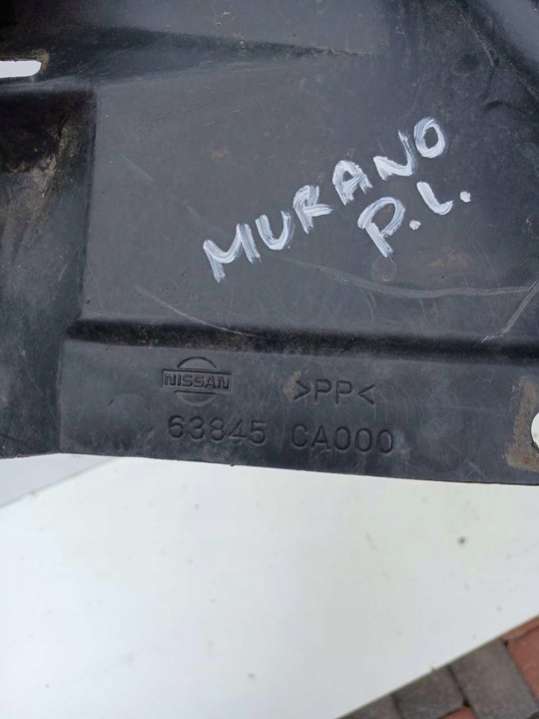 MURANO
P.L.
NISSAN >PP<
63845 CA000